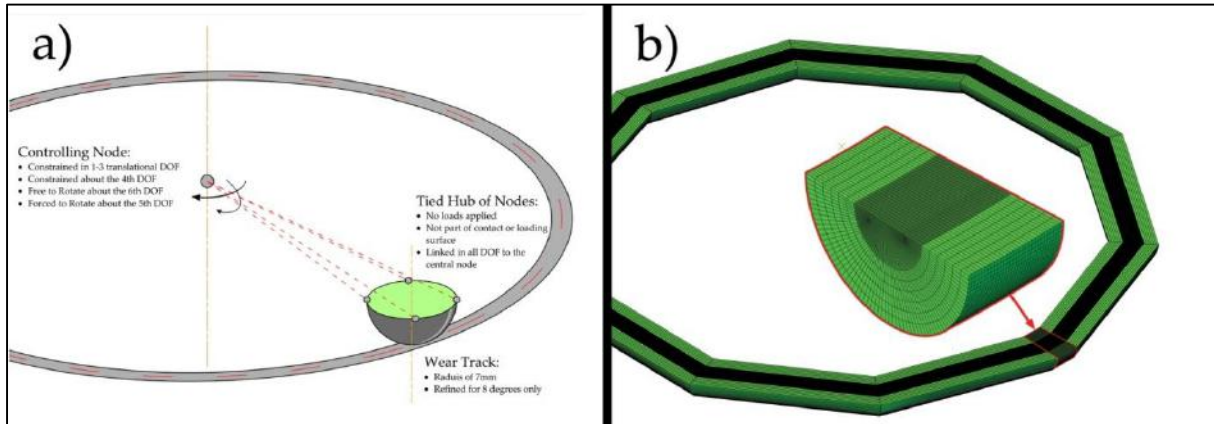 a)
Controlling Node:
• Constrained in 1-3 translational DOF
• Constrained about the 4th DOF
• Free to Rotate about the 6th DOF
• Forced to Rotate about the 5th DOF
Tied Hub of Nodes:
• No loads applied
• Not part of contact or loading
surface
• Linked in all DOF to the
central node
Wear Track:
• Raduis of 7mm
• Refined for 8 degrees only
b)